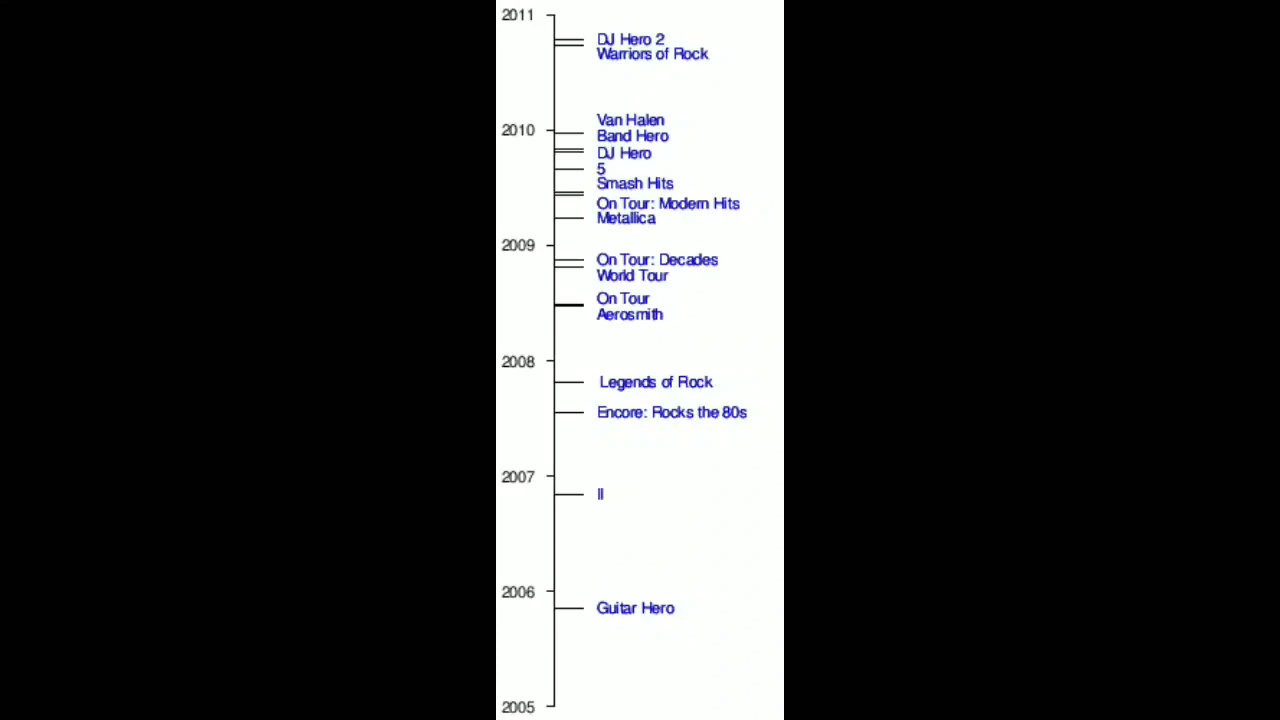 2011
DJ Hero 2
Warriors of Rock
Van Halen
2010
Band Hero
DJ Hero
5
Smash Hits
On Tour: Modern Hits
Metallica
2009
On Tour: Decades
World Tour
On Tour
Aerosmith
2008
Legends of Rock
Encore: Rocks the 80s
2007
II
2006
Guitar Hero
2005